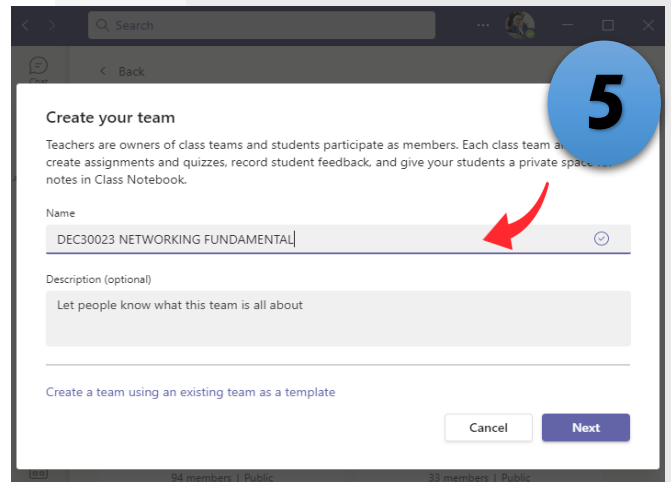 Search
Chat
Back
5
Create your team
Teachers are owners of class teams and students participate as members. Each class team
create assignments and quizzes, record student feedback, and give your students a private space for
notes in Class Notebook.
Name
DEC30023 NETWORKING FUNDAMENTAL
Description (optional)
Let people know what this team is all about
Create a team using an existing team as a template
Cancel
Next
94 members | Public
33 members | Public